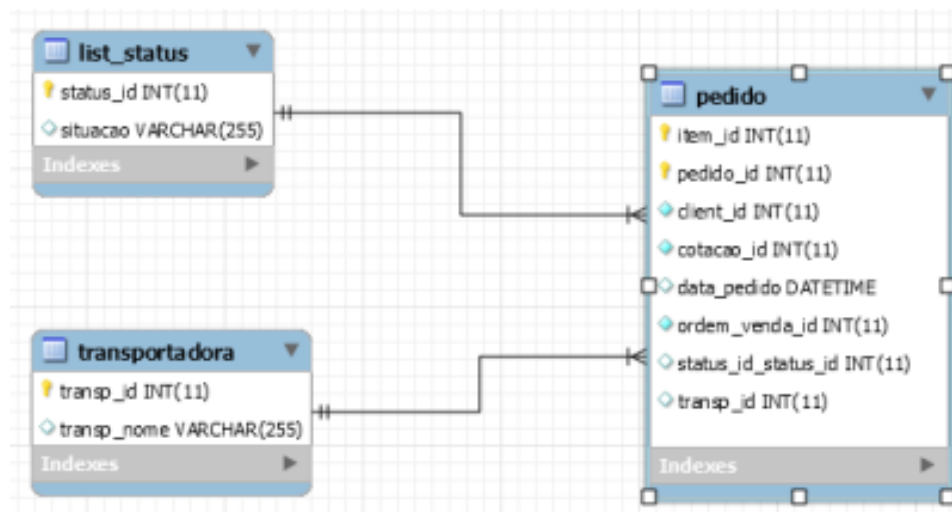 list_status
status_id INT(11)
situacao VARCHAR(255)
Indexes
transportadora
transp_id INT(11)
transp_nome VARCHAR(255)
Indexes
pedido
item_id INT(11)
pedido_id INT(11)
client_id INT(11)
cotacao_id INT(11)
data_pedido DATETIME
ordem_venda_id INT(11)
status_id_status_id INT(11)
transp_id INT(11)
Indexes